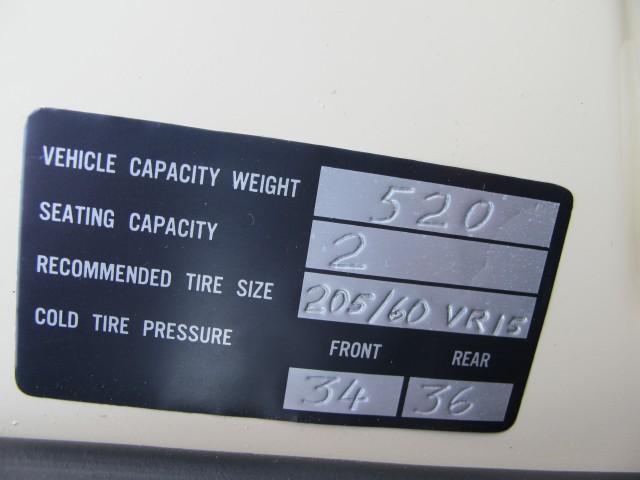 VEHICLE CAPACITY WEIGHT 520
SEATING CAPACITY 2
RECOMMENDED TIRE SIZE 205/60 VR15
COLD TIRE PRESSURE
FRONT REAR
34 36